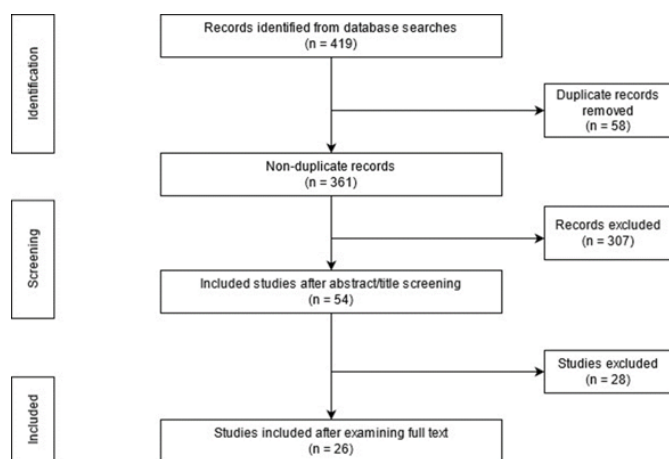 Identification
Records identified from database searches
(n = 419)
Duplicate records
removed
(n = 58)
Non-duplicate records
(n = 361)
Screening
Records excluded
(n = 307)
Included studies after abstract/title screening
(n = 54)
Studies excluded
(n = 28)
Included
Studies included after examining full text
(n = 26)